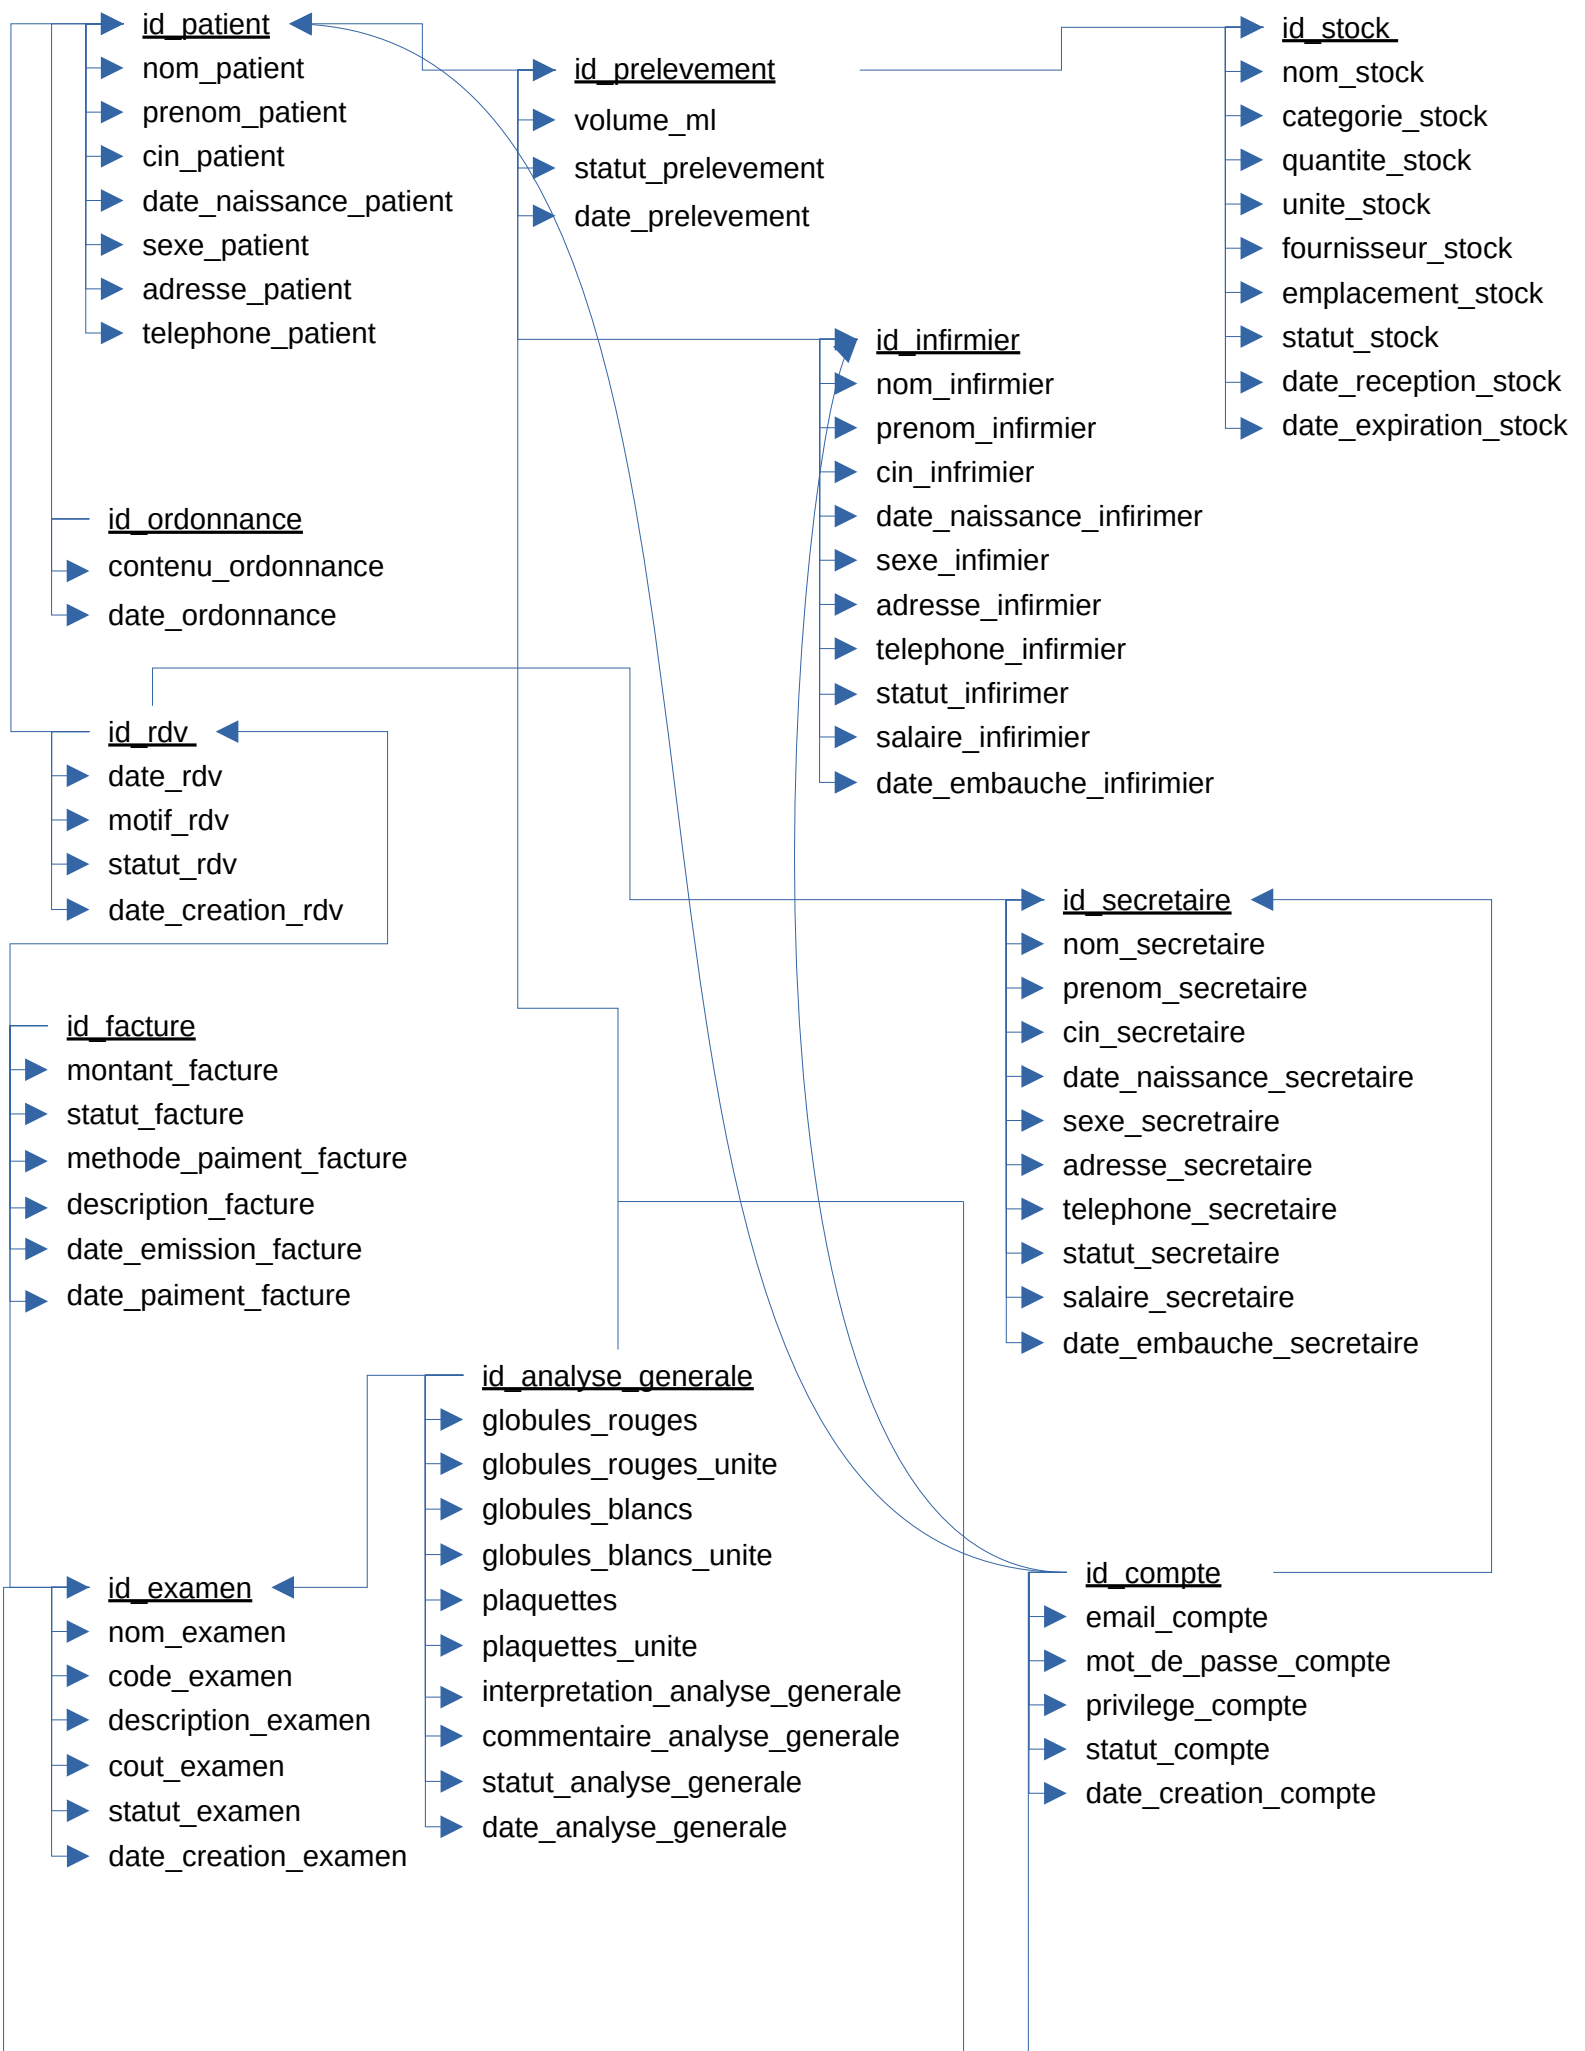 id_patient
nom_patient
prenom_patient
cin_patient
date_naissance_patient
sexe_patient
adresse_patient
telephone_patient
id_prelevement
volume_ml
statut_prelevement
date_prelevement
id_stock
nom_stock
categorie_stock
quantite_stock
unite_stock
fournisseur_stock
emplacement_stock
statut_stock
date_reception_stock
date_expiration_stock
id_infirmier
nom_infirmier
prenom_infirmier
cin_infrimier
date_naissance_infirimer
sexe_infimier
adresse_infirmier
telephone_infirmier
statut_infirimer
salaire_infirimier
date_embauche_infirimier
id_ordonnance
contenu_ordonnance
date_ordonnance
id_rdv
date_rdv
motif_rdv
statut_rdv
date_creation_rdv
id_secretaire
nom_secretaire
prenom_secretaire
cin_secretaire
date_naissance_secretaire
sexe_secretraire
adresse_secretaire
telephone_secretaire
statut_secretaire
salaire_secretaire
date_embauche_secretaire
id_facture
montant_facture
statut_facture
methode_paiment_facture
description_facture
date_emission_facture
date_paiment_facture
id_analyse_generale
globules_rouges
globules_rouges_unite
globules_blancs
globules_blancs_unite
plaquettes
plaquettes_unite
interpretation_analyse_generale
commentaire_analyse_generale
statut_analyse_generale
date_analyse_generale
id_examen
nom_examen
code_examen
description_examen
cout_examen
statut_examen
date_creation_examen
id_compte
email_compte
mot_de_passe_compte
privilege_compte
statut_compte
date_creation_compte